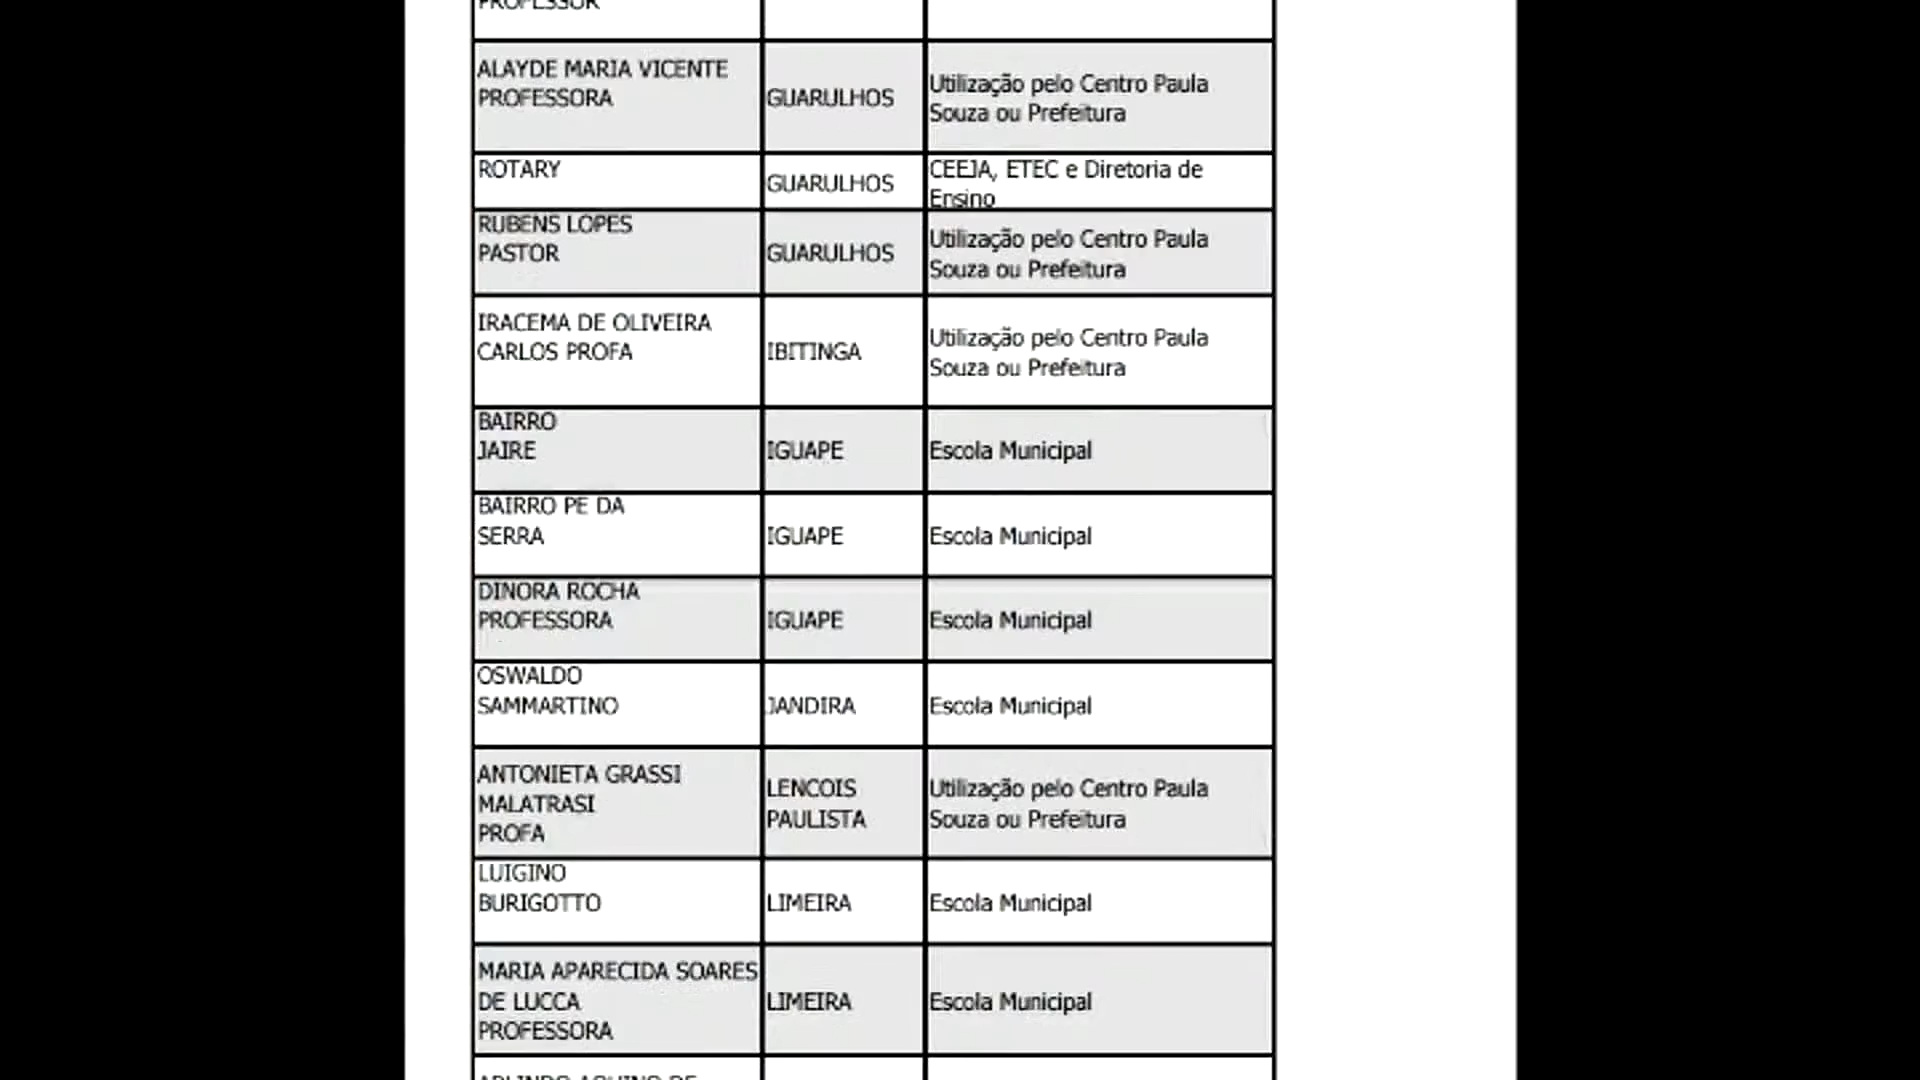 PROFESSOR
ALAYDE MARIA VICENTE
PROFESSORA
GUARULHOS
Utilização pelo Centro Paula
Souza ou Prefeitura
ROTARY
GUARULHOS
CEEJA, ETEC e Diretoria de
Ensino
RUBENS LOPES
PASTOR
GUARULHOS
Utilização pelo Centro Paula
Souza ou Prefeitura
IRACEMA DE OLIVEIRA
CARLOS PROFA
IBITINGA
Utilização pelo Centro Paula
Souza ou Prefeitura
BAIRRO
JAIRE
IGUAPE
Escola Municipal
BAIRRO PE DA
SERRA
IGUAPE
Escola Municipal
DINORA ROCHA
PROFESSORA
IGUAPE
Escola Municipal
OSWALDO
SAMMARTINO
JANDIRA
Escola Municipal
ANTONIETA GRASSI
MALATRASI
PROFA
LENCOIS
PAULISTA
Utilização pelo Centro Paula
Souza ou Prefeitura
LUIGINO
BURIGOTTO
LIMEIRA
Escola Municipal
MARIA APARECIDA SOARES
DE LUCCA
PROFESSORA
LIMEIRA
Escola Municipal